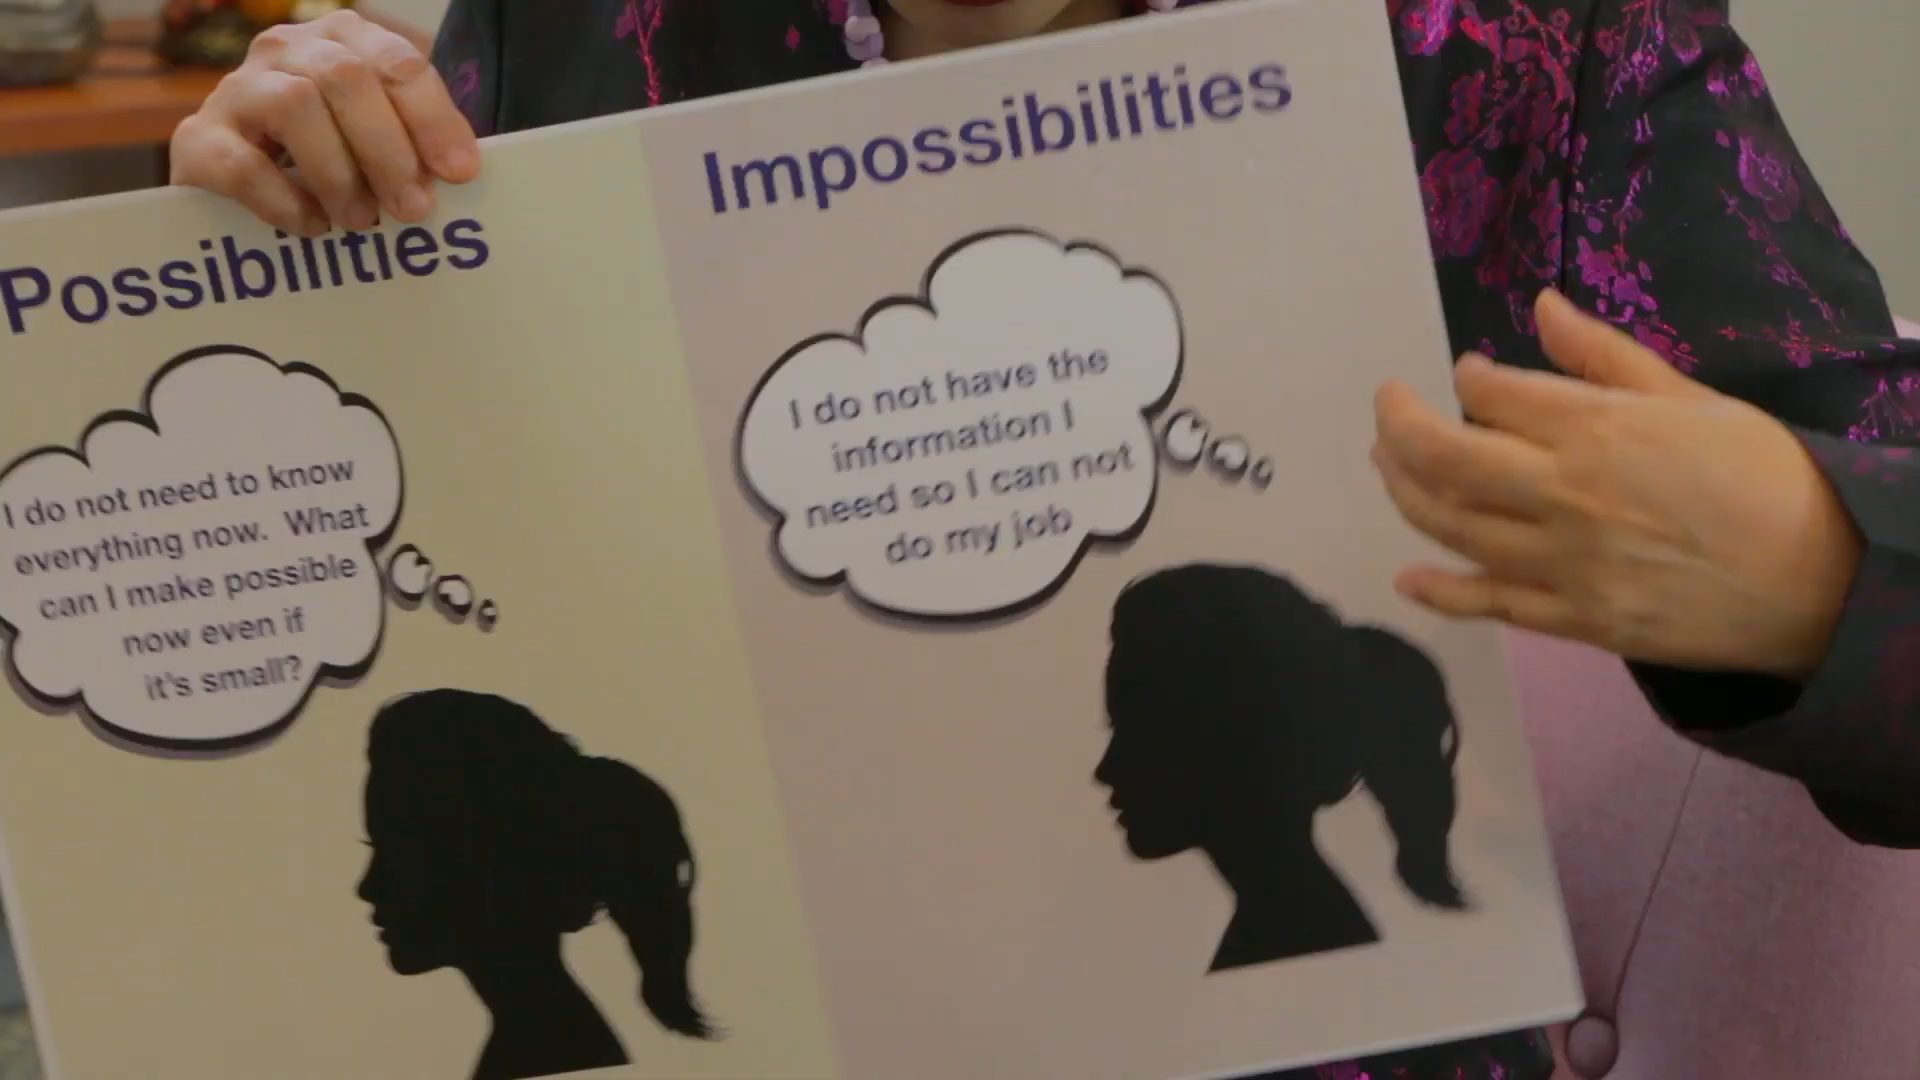 Possibilities
I do not need to know
everything now. What
can I make possible
now even if
it's small?
Impossibilities
I do not have the
information I
need so I can not
do my job